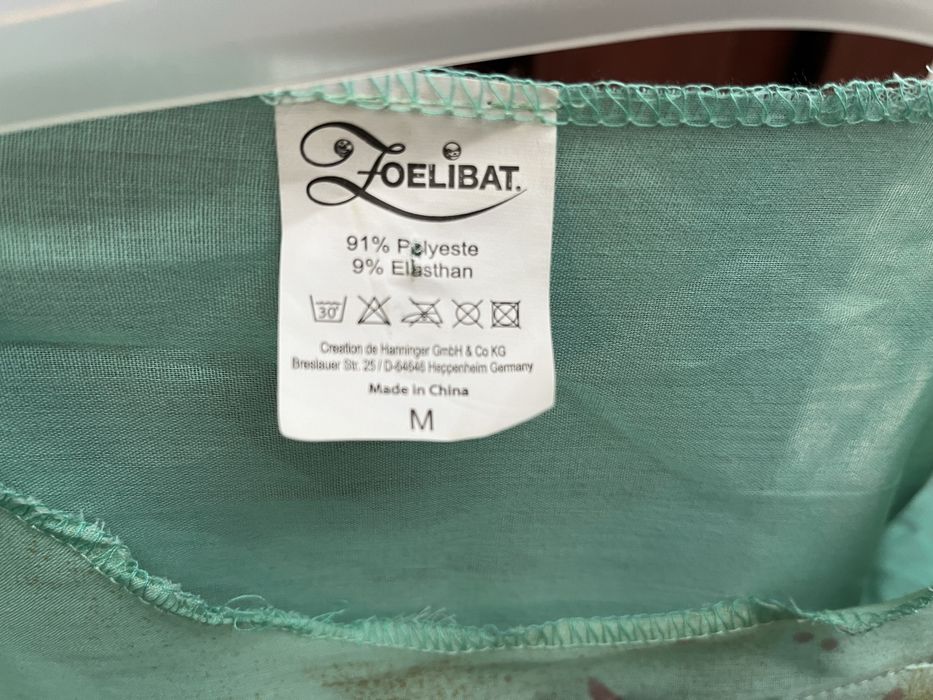 ZOELIBAT.
91% Polyeste
9% Elasthan
30°
Creation de Hanninger GmbH & Co KG
Breslauer Str. 25 / D-64646 Heppenheim Germany
Made in China
M